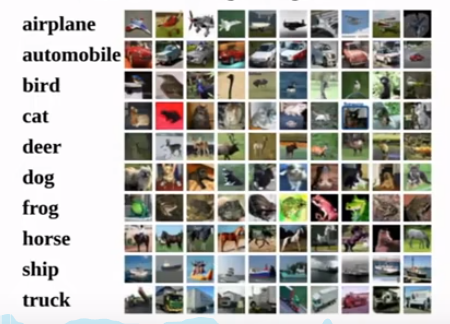 airplane
automobile
bird
cat
deer
dog
frog
horse
ship
truck